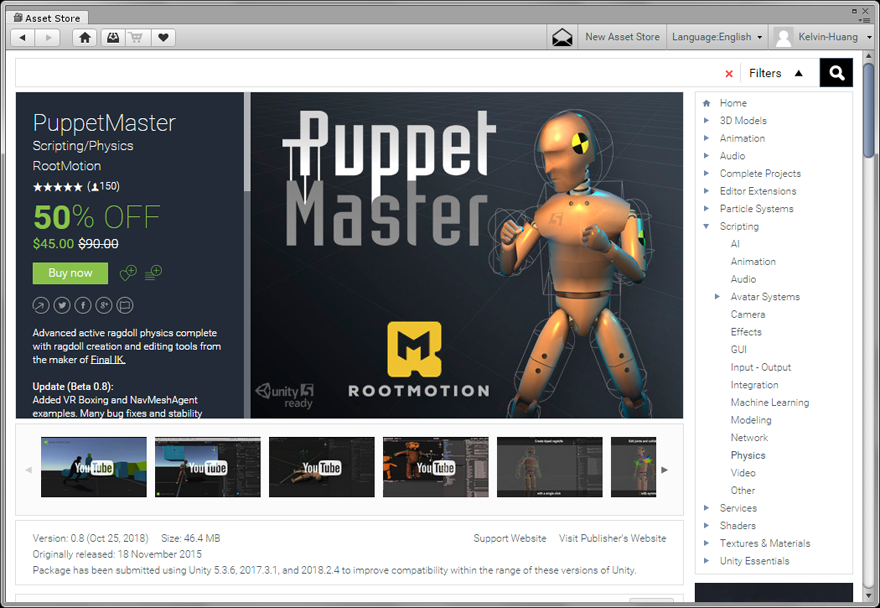 Asset Store
New Asset Store
Language:English
Kelvin-Huang
Filters
PuppetMaster
Scripting/Physics
RootMotion
(150)
50% OFF
$45.00 $90.00
Buy now
Advanced active ragdoll physics complete
with ragdoll creation and editing tools from
the maker of Final IK.
Update (Beta 0.8):
Added VR Boxing and NavMeshAgent
examples. Many bug fixes and stability
Puppet
Master
5
ROOTMOTION
unity 5
ready
Home
3D Models
Animation
Audio
Complete Projects
Editor Extensions
Particle Systems
Scripting
AI
Animation
Audio
Avatar Systems
Camera
Effects
GUI
Input - Output
Integration
Machine Learning
Modeling
Network
Physics
Video
Other
Services
Shaders
Textures & Materials
Unity Essentials
YouTube
YouTube
YouTube
YouTube
Create biped ragdolls
with a single click
Version: 0.8 (Oct 25, 2018) Size: 46.4 MB
Support Website Visit Publisher's Website
Originally released: 18 November 2015
Package has been submitted using Unity 5.3.6, 2017.3.1, and 2018.2.4 to improve compatibility within the range of these versions of Unity.